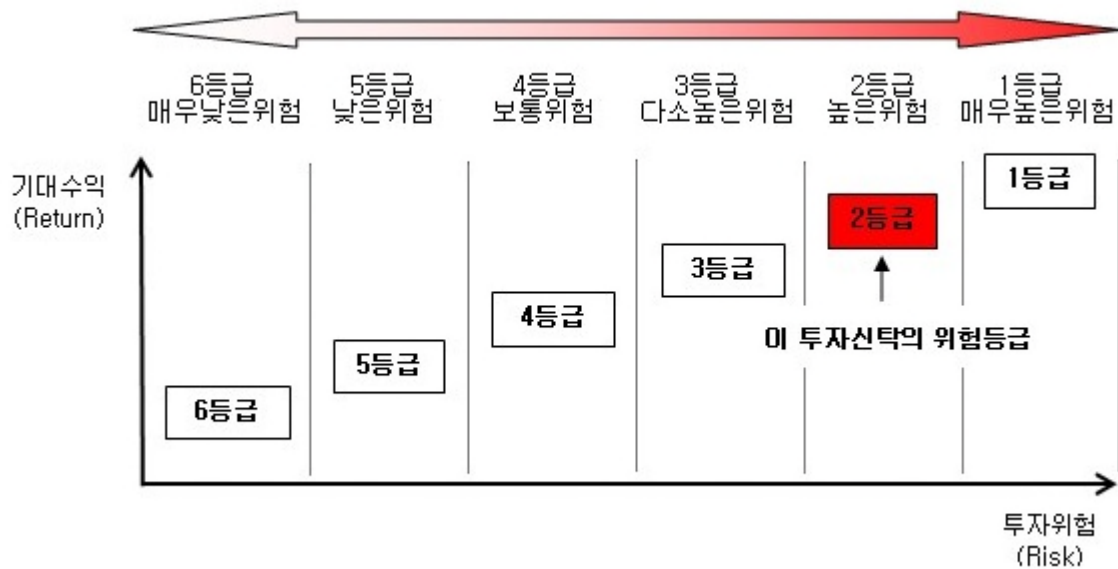 6등급 5등급 4등급 3등급 2등급 1등급
매우낮은위험 낮은위험 보통위험 다소높은위험 높은위험 매우높은위험
기대수익
(Return)
1등급
2등급
3등급
4등급
이 투자신탁의 위험등급
5등급
6등급
투자위험
(Risk)